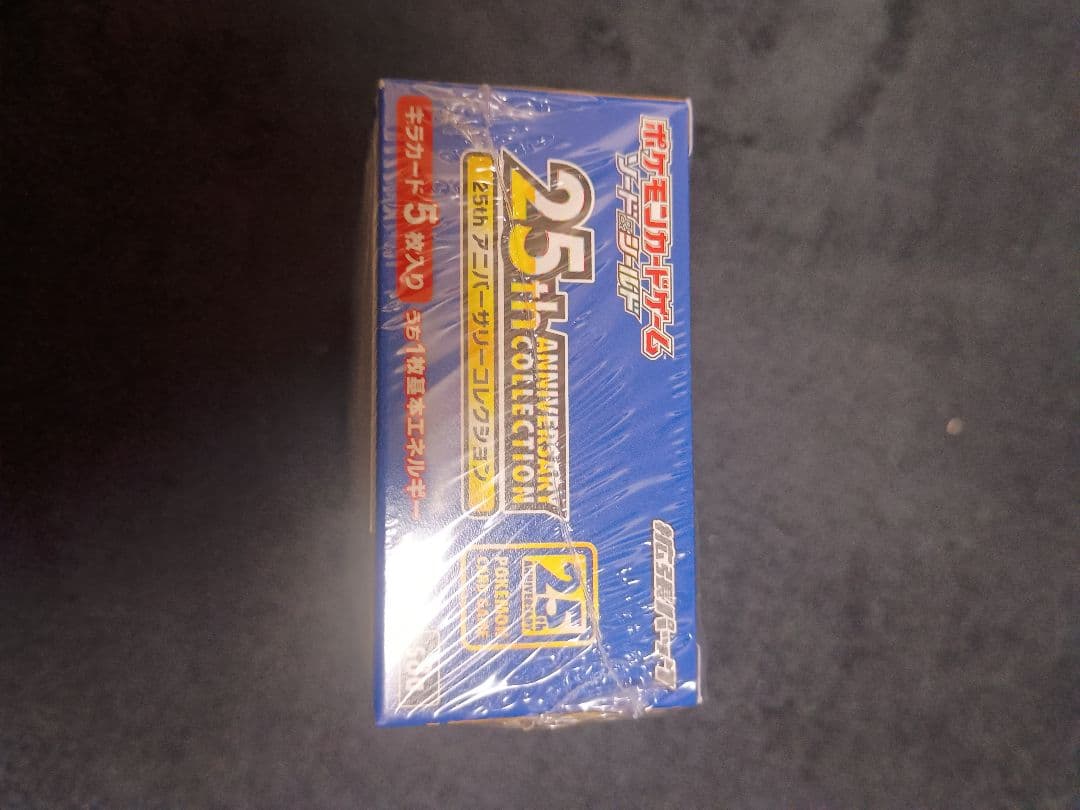 ポケモンカードゲーム
ソード&シールド
拡張パック
25th
ANNIVERSARY
COLLECTION
25th アニバーサリーコレクション
25th
ANNIVERSARY
POKÉMON
CARD GAME
キラカード5枚入り
うち1枚基本エネルギー